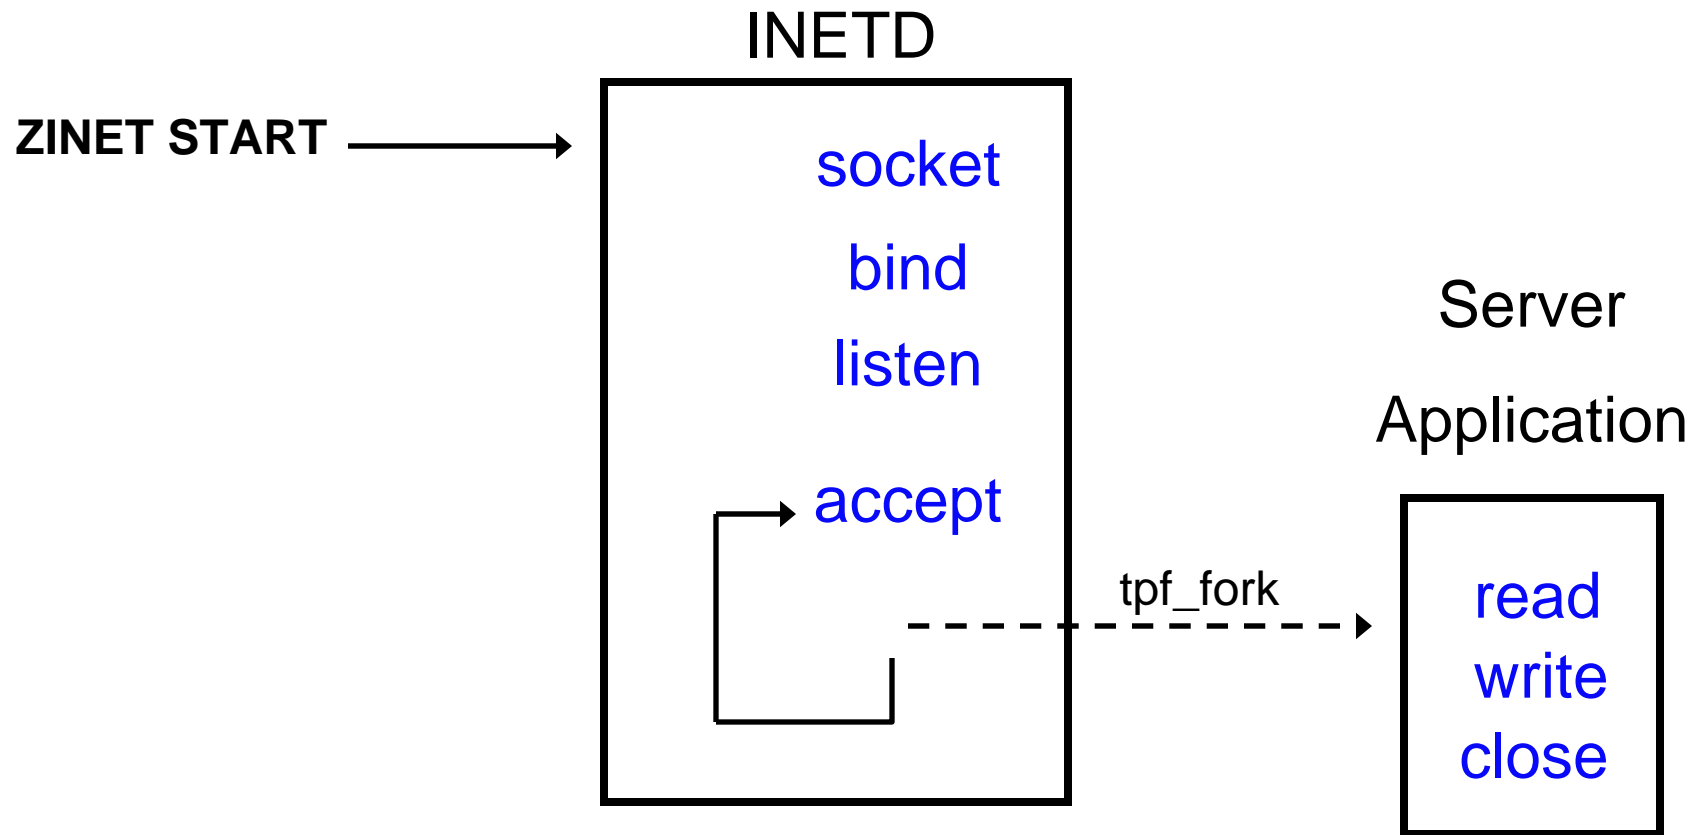 INETD
ZINET START
socket
bind
listen
accept
tpf_fork
Server
Application
read
write
close